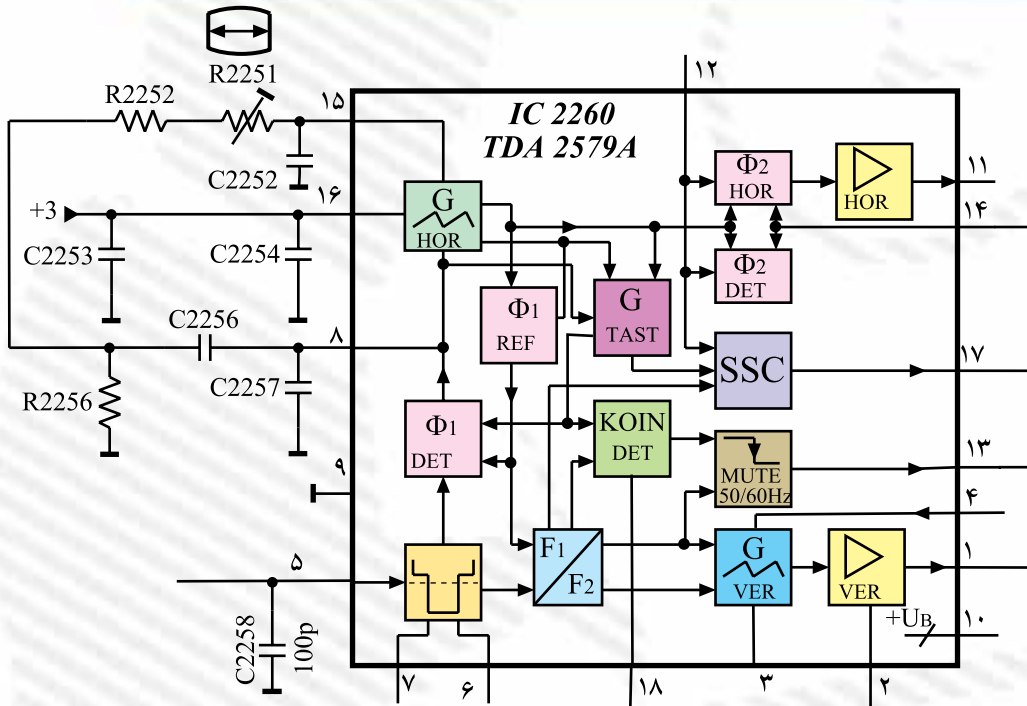 R2251
R2252
۱۵
۱۲
IC 2260
TDA 2579A
C2252
Φ2
HOR
HOR
۱۱
+3
۱۶
G
HOR
۱۴
C2253
C2254
Φ2
DET
Φ1
REF
G
TAST
C2256
۸
SSC
۱۷
R2256
C2257
Φ1
DET
KOIN
DET
MUTE
50/60Hz
۱۳
۹
۴
۵
F1
F2
G
VER
VER
۱
C2258
100p
+UB
۱۰
۷
۶
۱۸
۳
۲